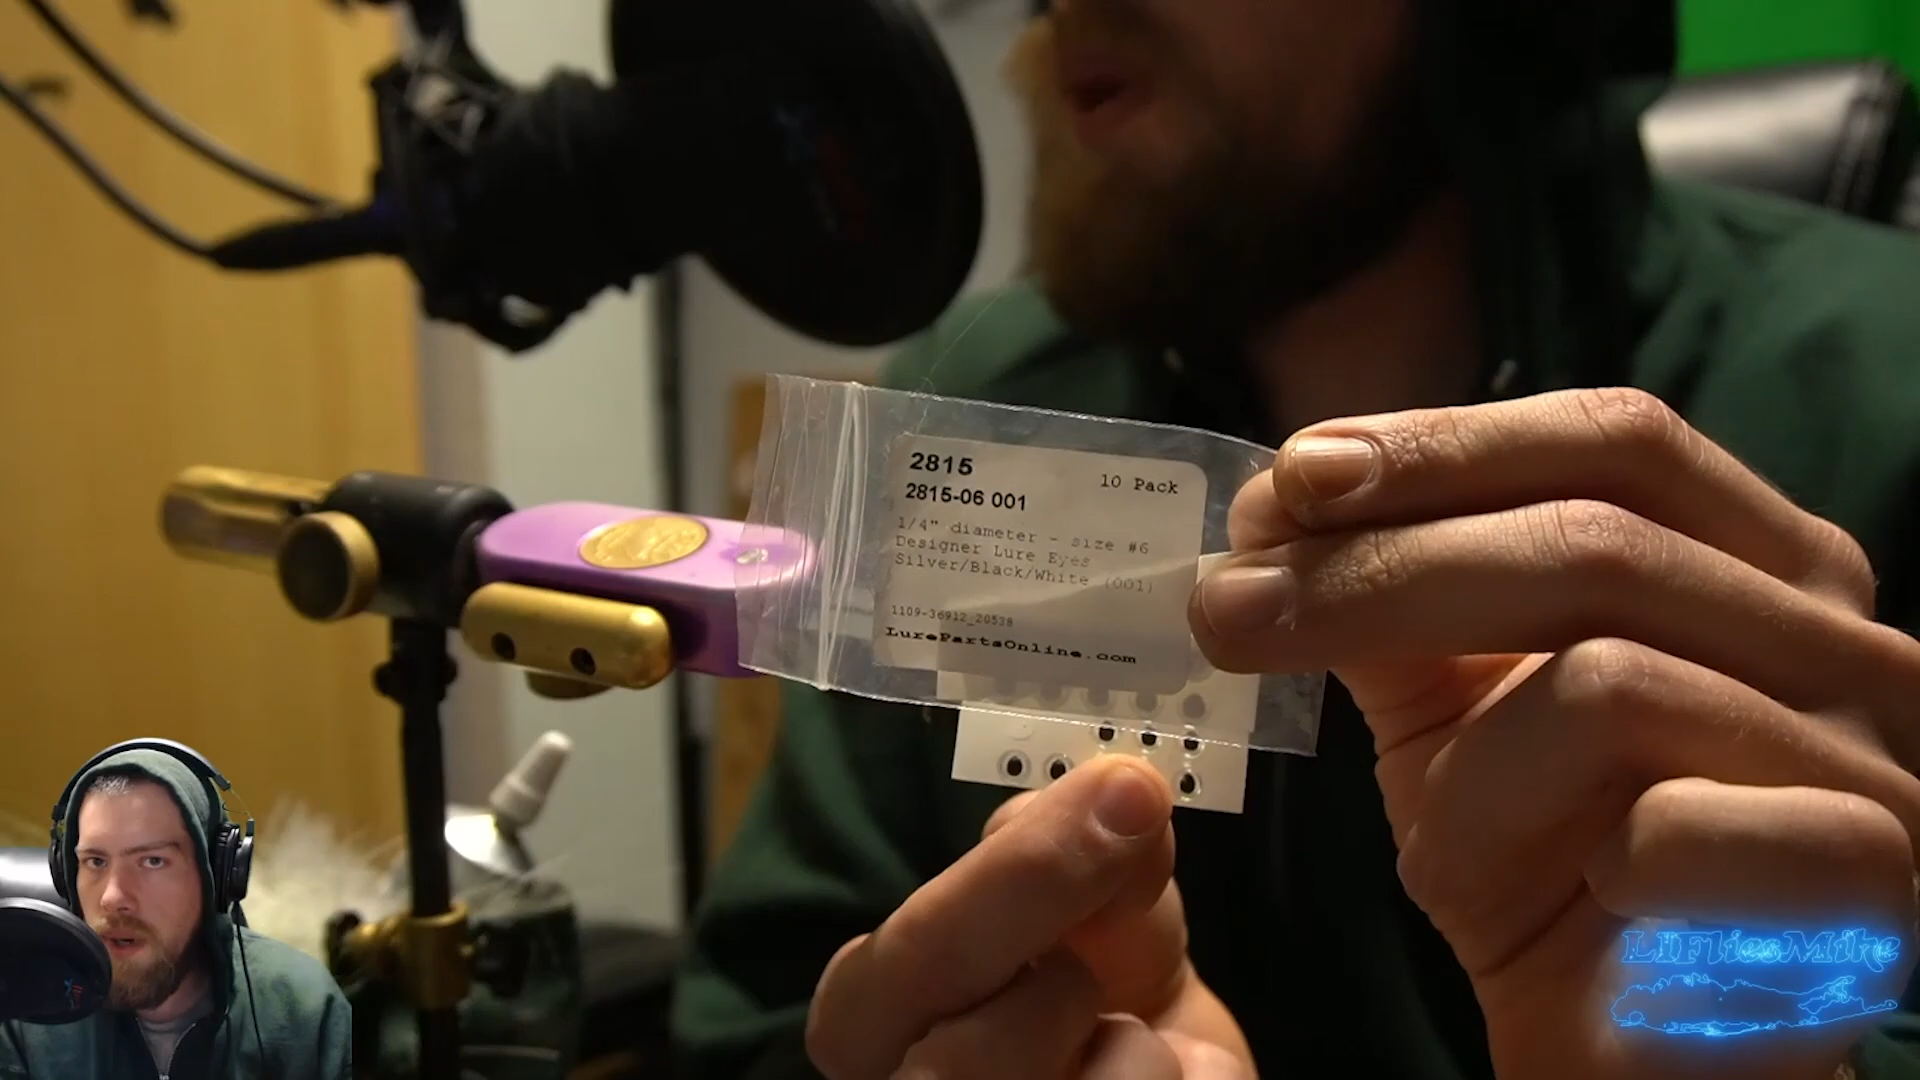 2815
10 Pack
2815-06 001
1/4" diameter - size #6
Designer Lure Eyes
Silver/Black/White (001)
1109-36912_20538
LurePartsOnline.com
LIFliesMike